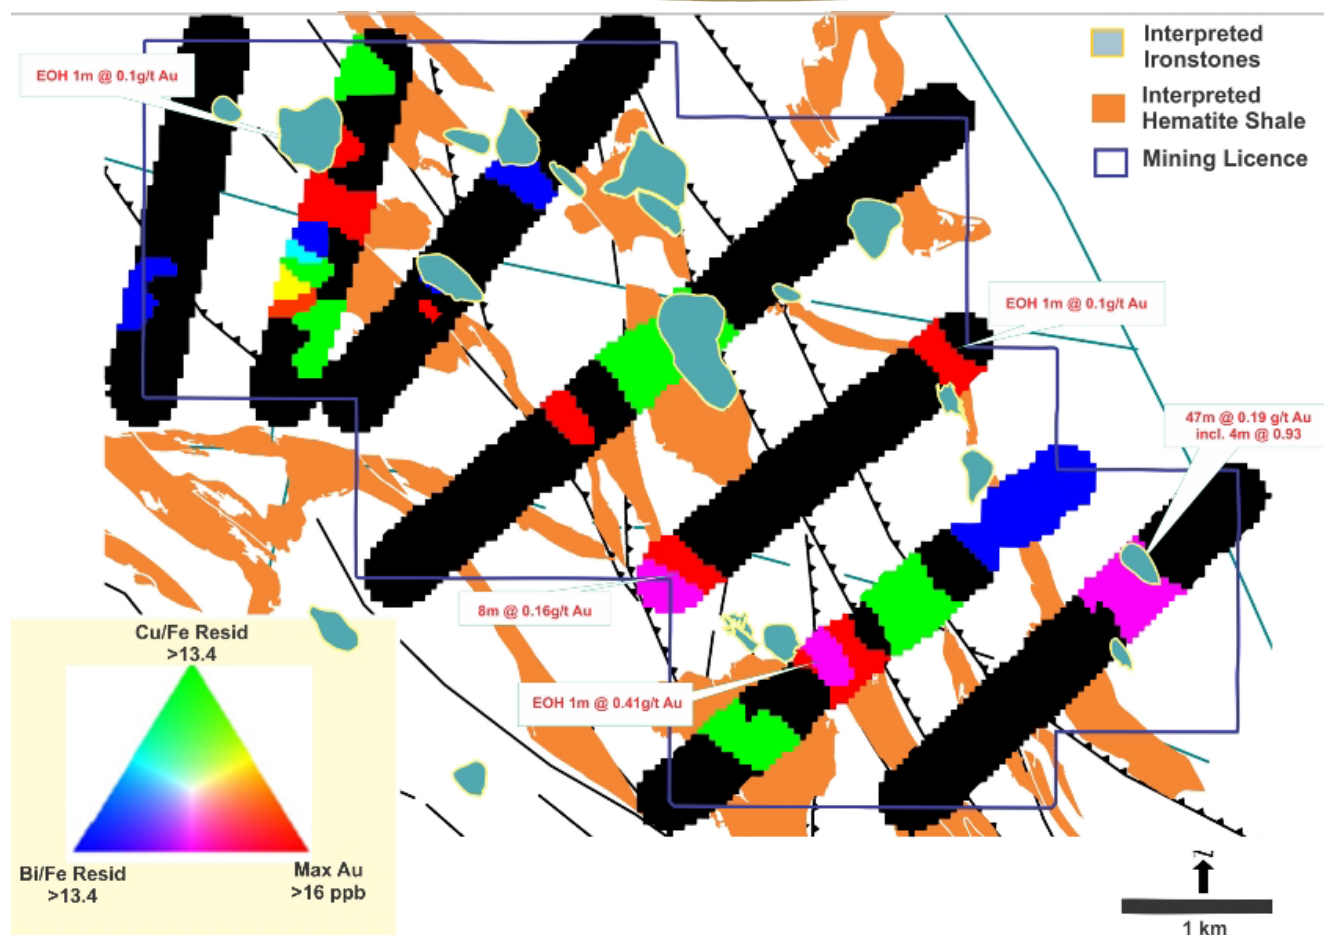 Interpreted
Ironstones
Interpreted
Hematite Shale
Mining Licence
EOH 1m @ 0.1g/t Au
EOH 1m @ 0.1g/t Au
47m @ 0.19 g/t Au
incl. 4m @ 0.93
8m @ 0.16g/t Au
EOH 1m @ 0.41g/t Au
Cu/Fe Resid
>13.4
Bi/Fe Resid
>13.4
Max Au
>16 ppb
N
1 km